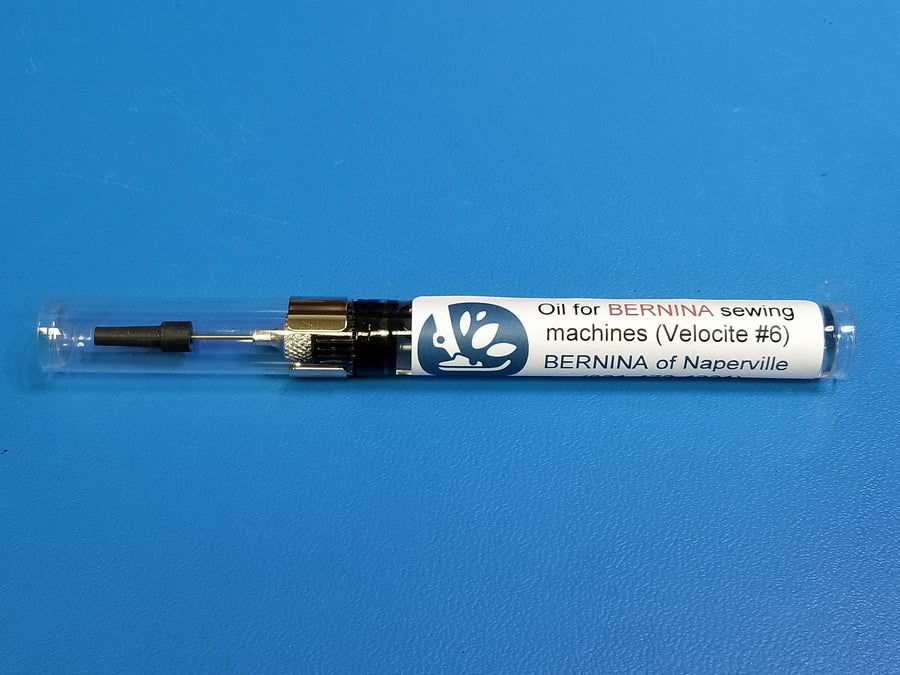 Oil for BERNINA sewing
machines (Velocite #6)
BERNINA of Naperville